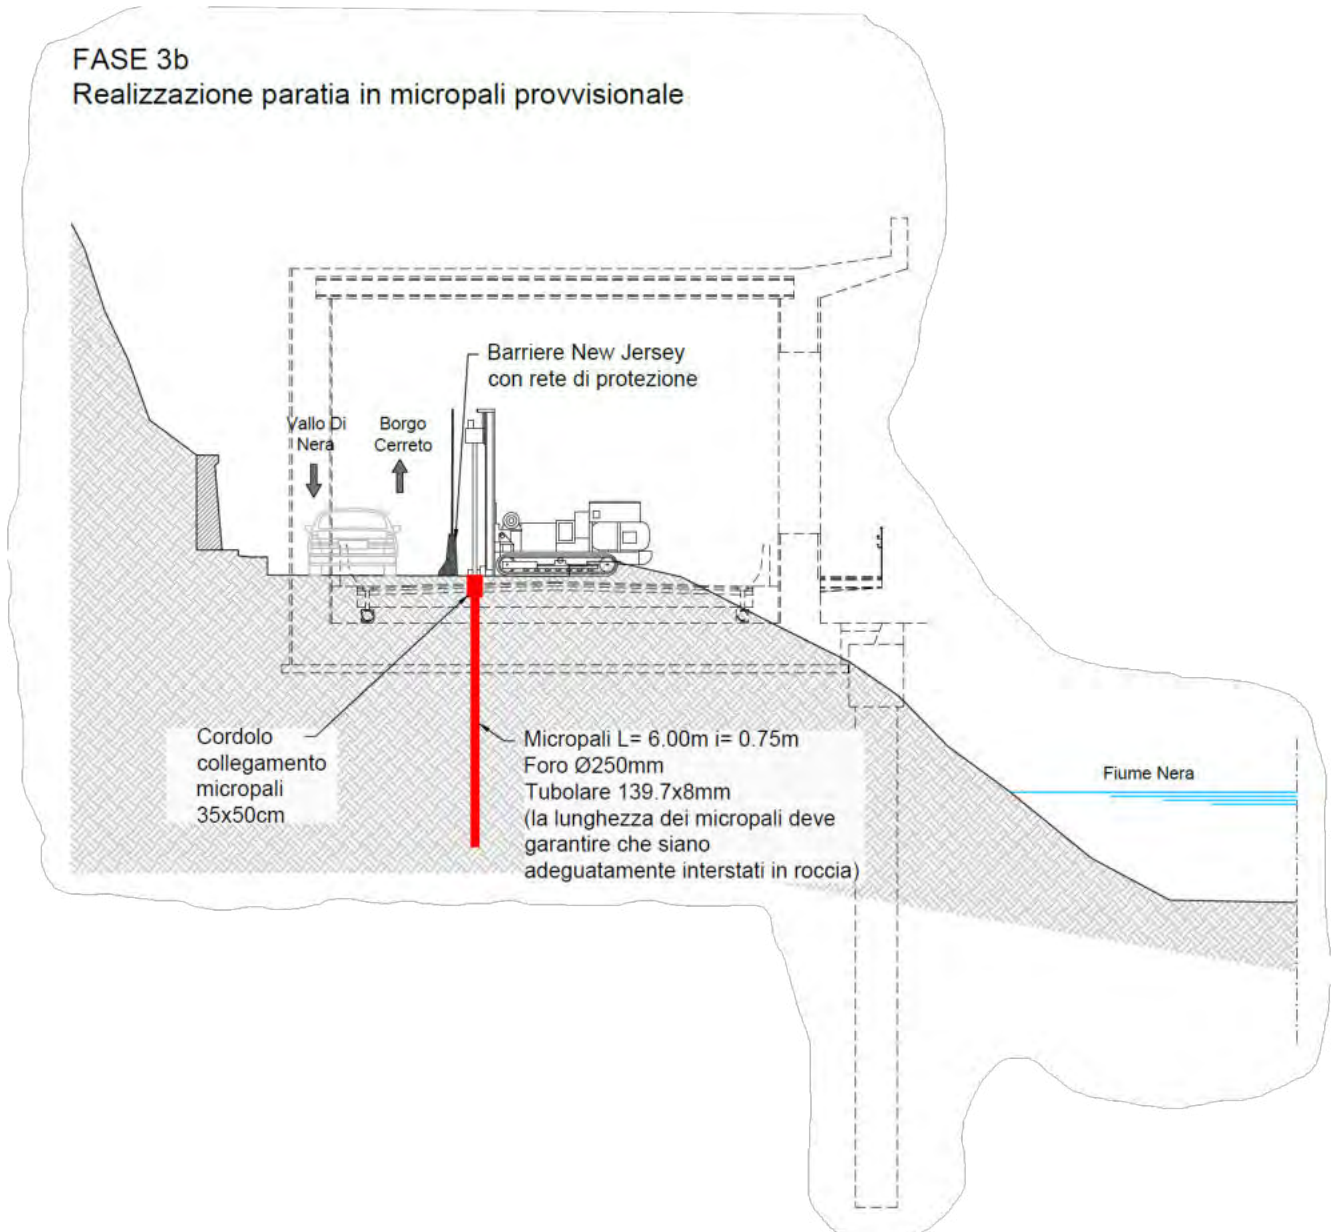 FASE 3b
Realizzazione paratia in micropali provvisionale
Barriere New Jersey
con rete di protezione
Vallo Di
Nera
Borgo
Cerreto
Cordolo
collegamento
micropali
35x50cm
Micropali L= 6.00m i= 0.75m
Foro Ø250mm
Tubolare 139.7x8mm
(la lunghezza dei micropali deve
garantire che siano
adeguatamente interstati in roccia)
Fiume Nera